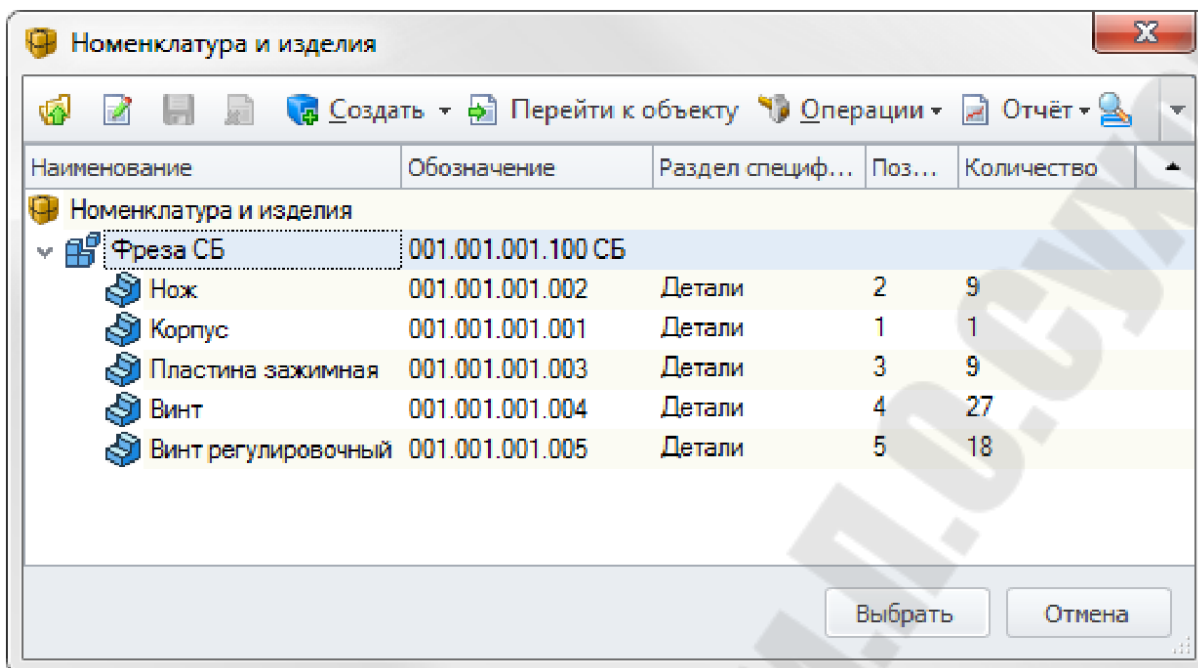 Номенклатура и изделия
Создать Перейти к объекту Операции Отчёт
Наименование Обозначение Раздел специф... Поз... Количество
Номенклатура и изделия
Фреза СБ 001.001.001.100 СБ
Нож 001.001.001.002 Детали 2 9
Корпус 001.001.001.001 Детали 1 1
Пластина зажимная 001.001.001.003 Детали 3 9
Винт 001.001.001.004 Детали 4 27
Винт регулировочный 001.001.001.005 Детали 5 18
Выбрать Отмена